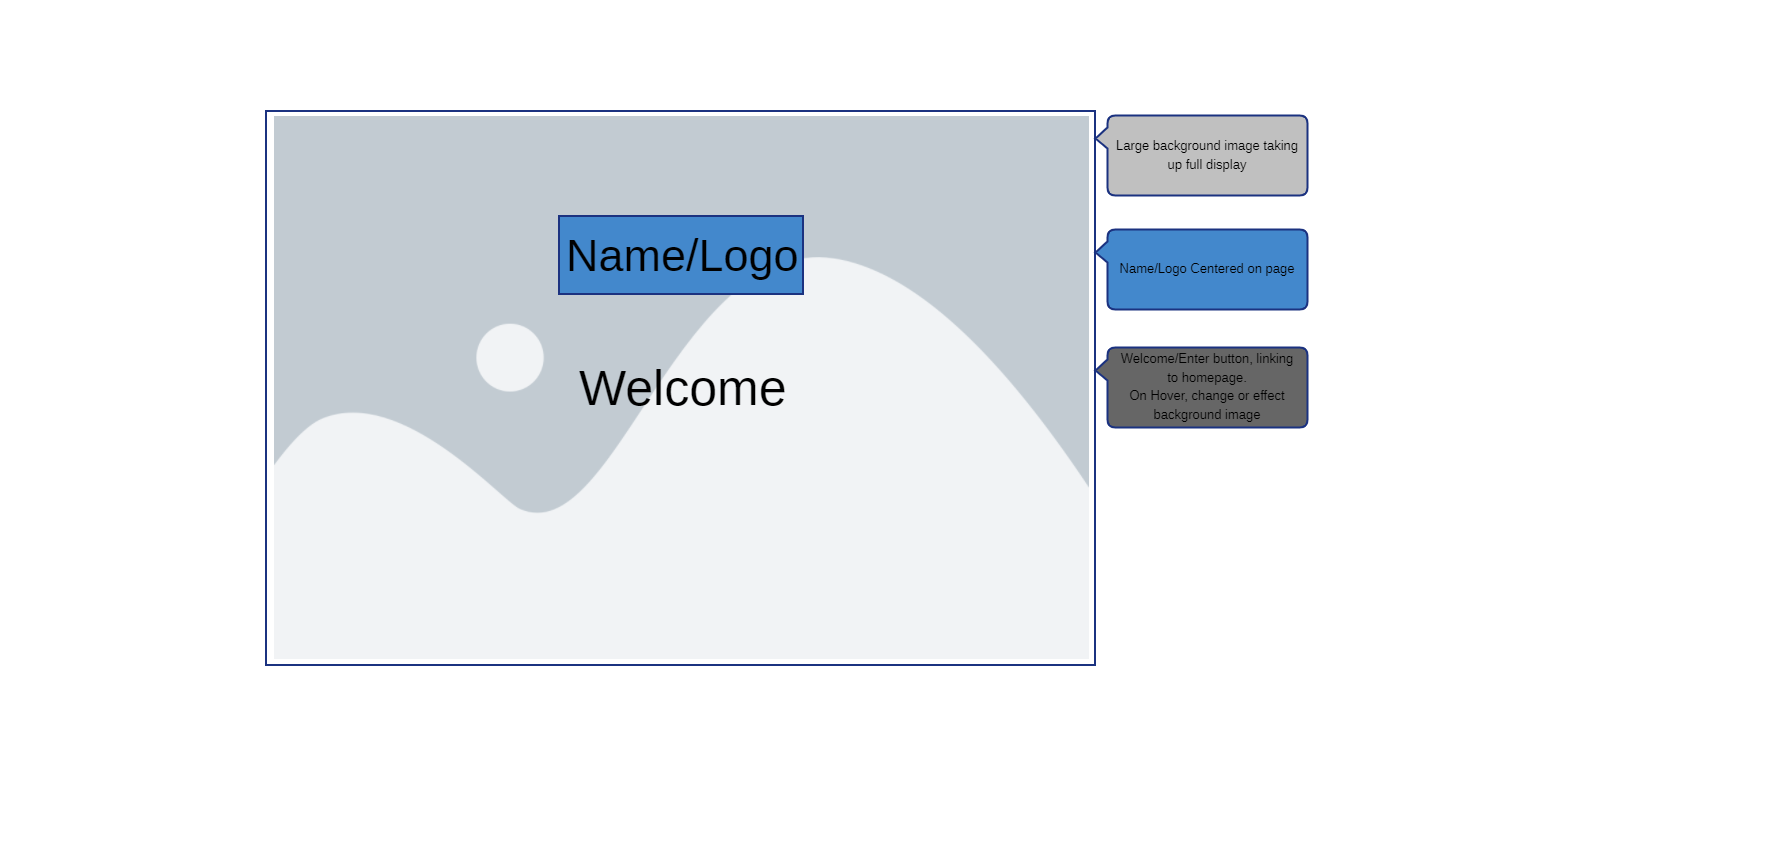 Name/Logo
Welcome
Large background image taking
up full display
Name/Logo Centered on page
Welcome/Enter button, linking
to homepage.
On Hover, change or effect
background image